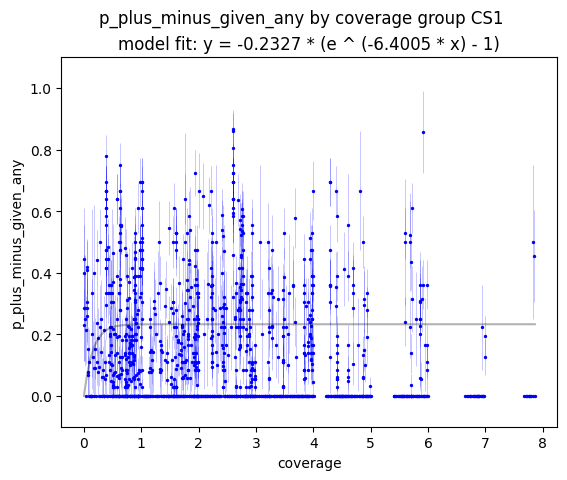 p_plus_minus_given_any by coverage group CS1
model fit: y = -0.2327 * (e ^ (-6.4005 * x) - 1)
1.0
0.8
0.6
0.4
0.2
0.0
p_plus_minus_given_any
0 1 2 3 4 5 6 7 8
coverage